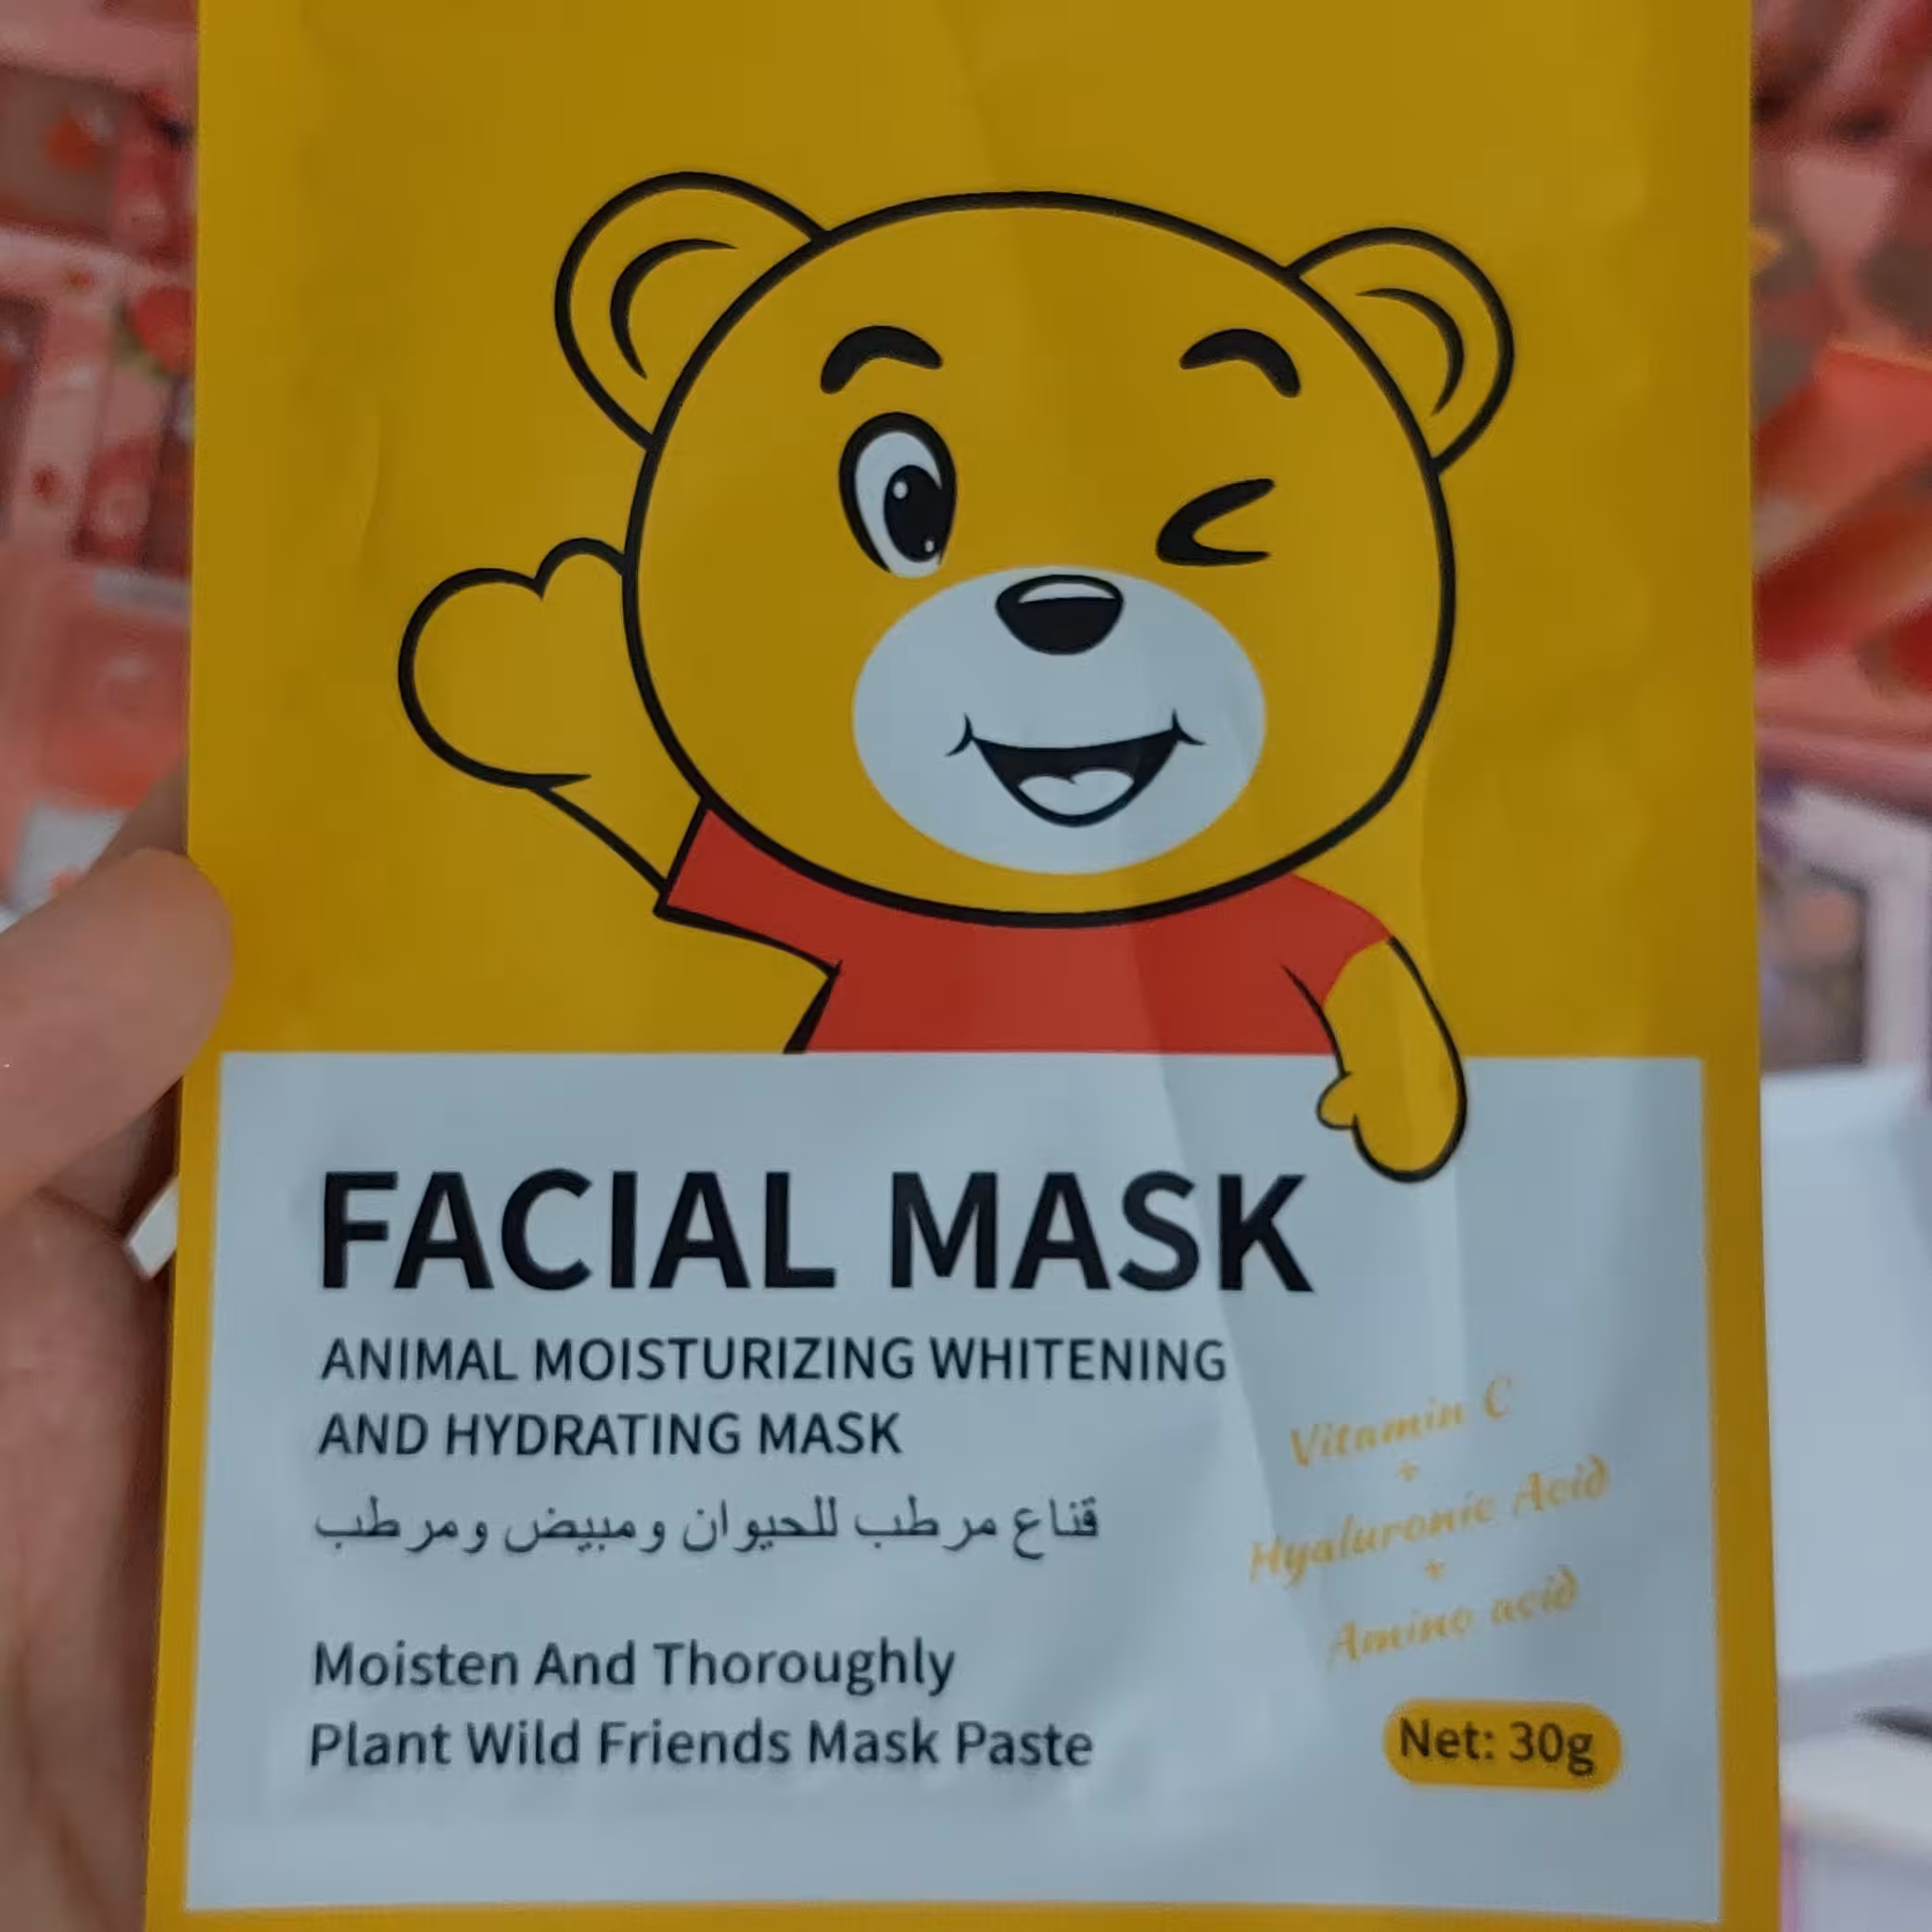 FACIAL MASK
ANIMAL MOISTURIZING WHITENING
AND HYDRATING MASK
قناع مرطب للحيوان ومبيض ومرطب
Vitamin C
+
Hyaluronic Acid
+
Amino acid
Moisten And Thoroughly
Plant Wild Friends Mask Paste
Net: 30g